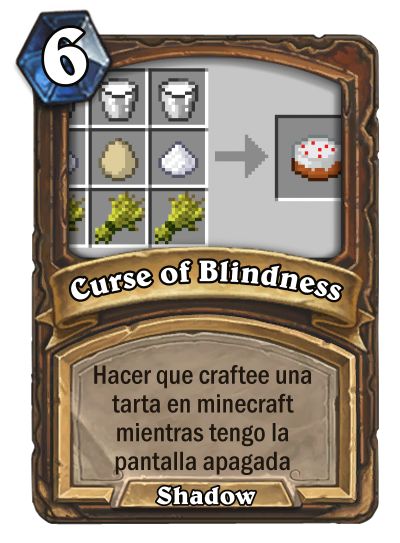 6
Curse of Blindness
Hacer que craftee una
tarta en minecraft
mientras tengo la
pantalla apagada
Shadow